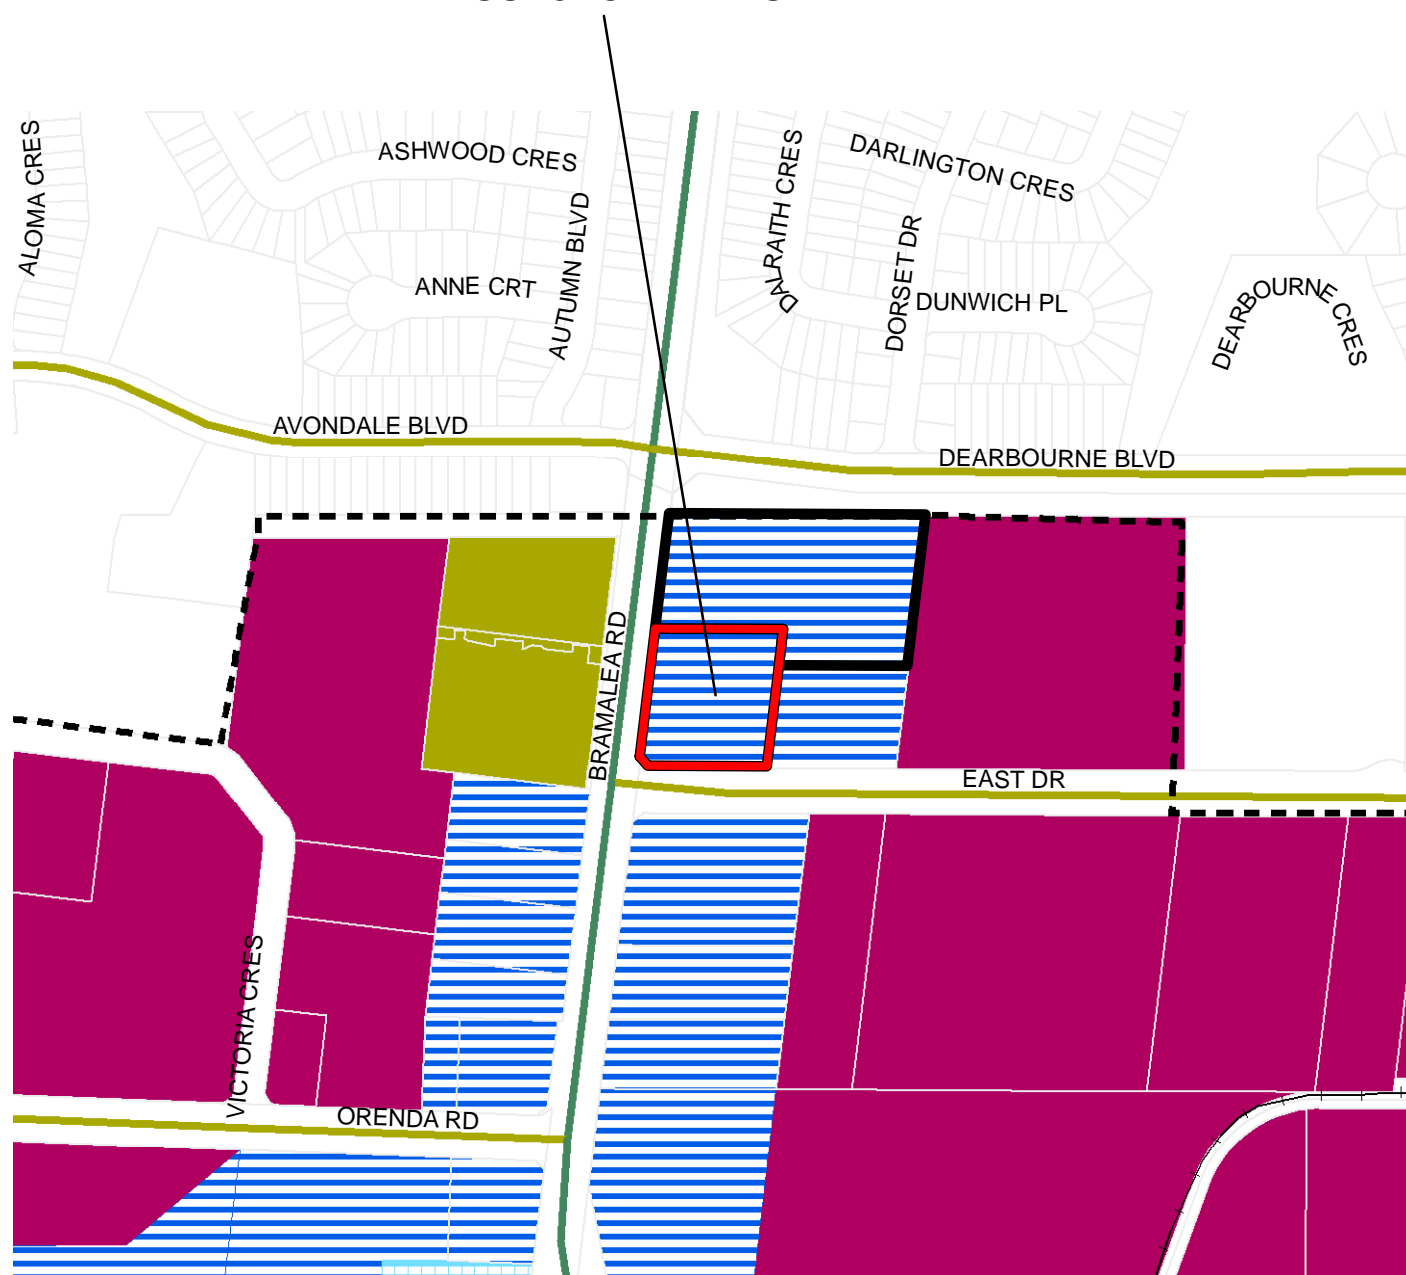 ALOMA CRES
ASHWOOD CRES
DALRAITH CRES
DARLINGTON CRES
AUTUMN BLVD
DORSET DR
ANNE CRT
DUNWICH PL
DEARBOURNE CRES
AVONDALE BLVD
DEARBOURNE BLVD
BRAMALEA RD
EAST DR
VICTORIA CRES
ORENDA RD